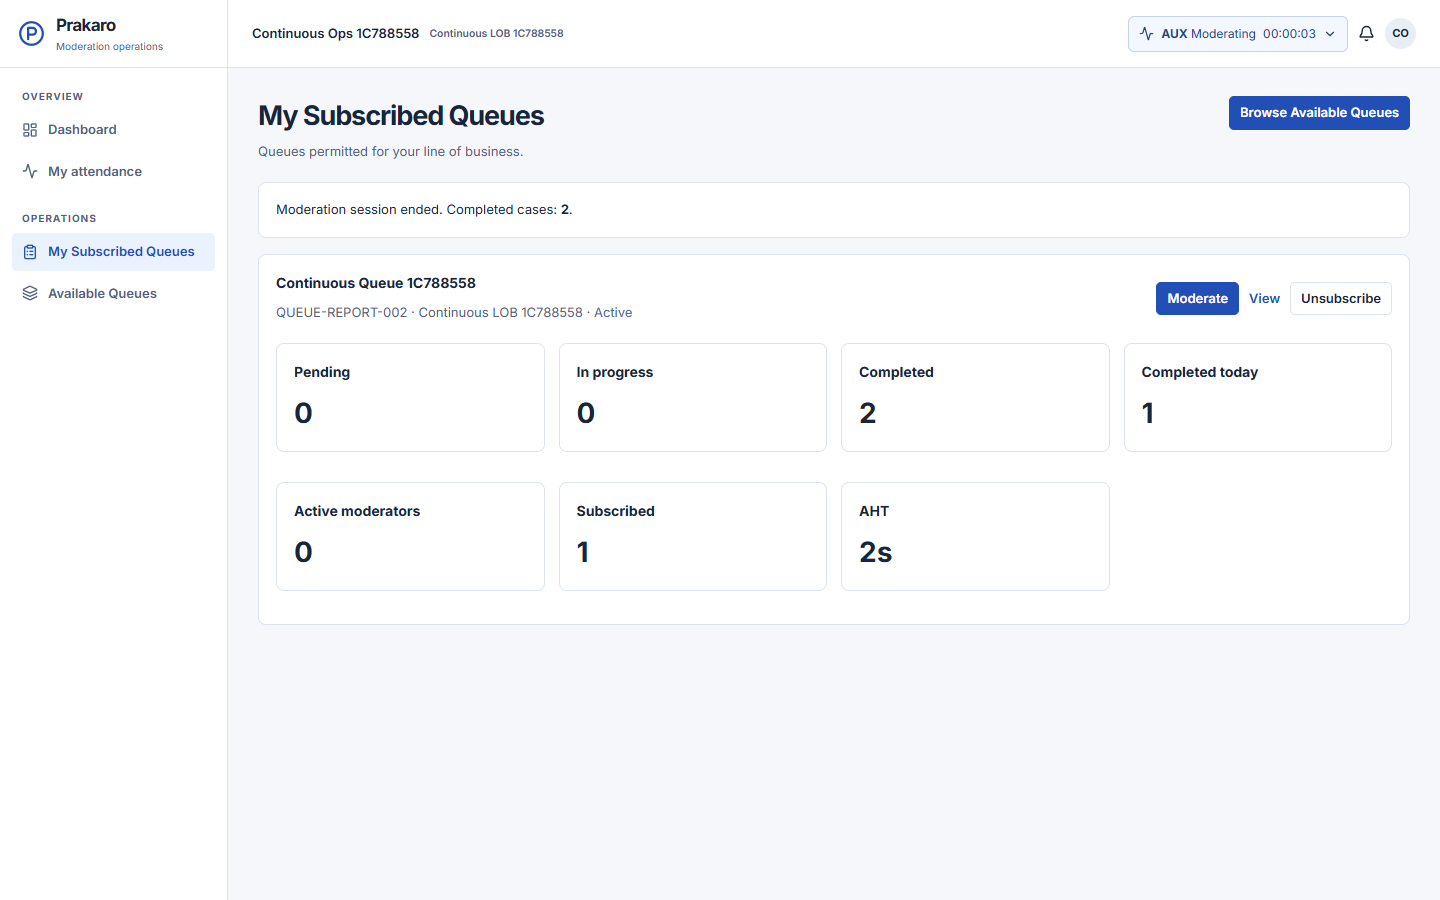 Prakaro
Moderation operations
Continuous Ops 1C788558 Continuous LOB 1C788558
AUX Moderating 00:00:03
CO
OVERVIEW
Dashboard
My attendance
OPERATIONS
My Subscribed Queues
Available Queues
My Subscribed Queues
Browse Available Queues
Queues permitted for your line of business.
Moderation session ended. Completed cases: 2.
Continuous Queue 1C788558
QUEUE-REPORT-002 · Continuous LOB 1C788558 · Active
Moderate View Unsubscribe
Pending
0
In progress
0
Completed
2
Completed today
1
Active moderators
0
Subscribed
1
AHT
2s